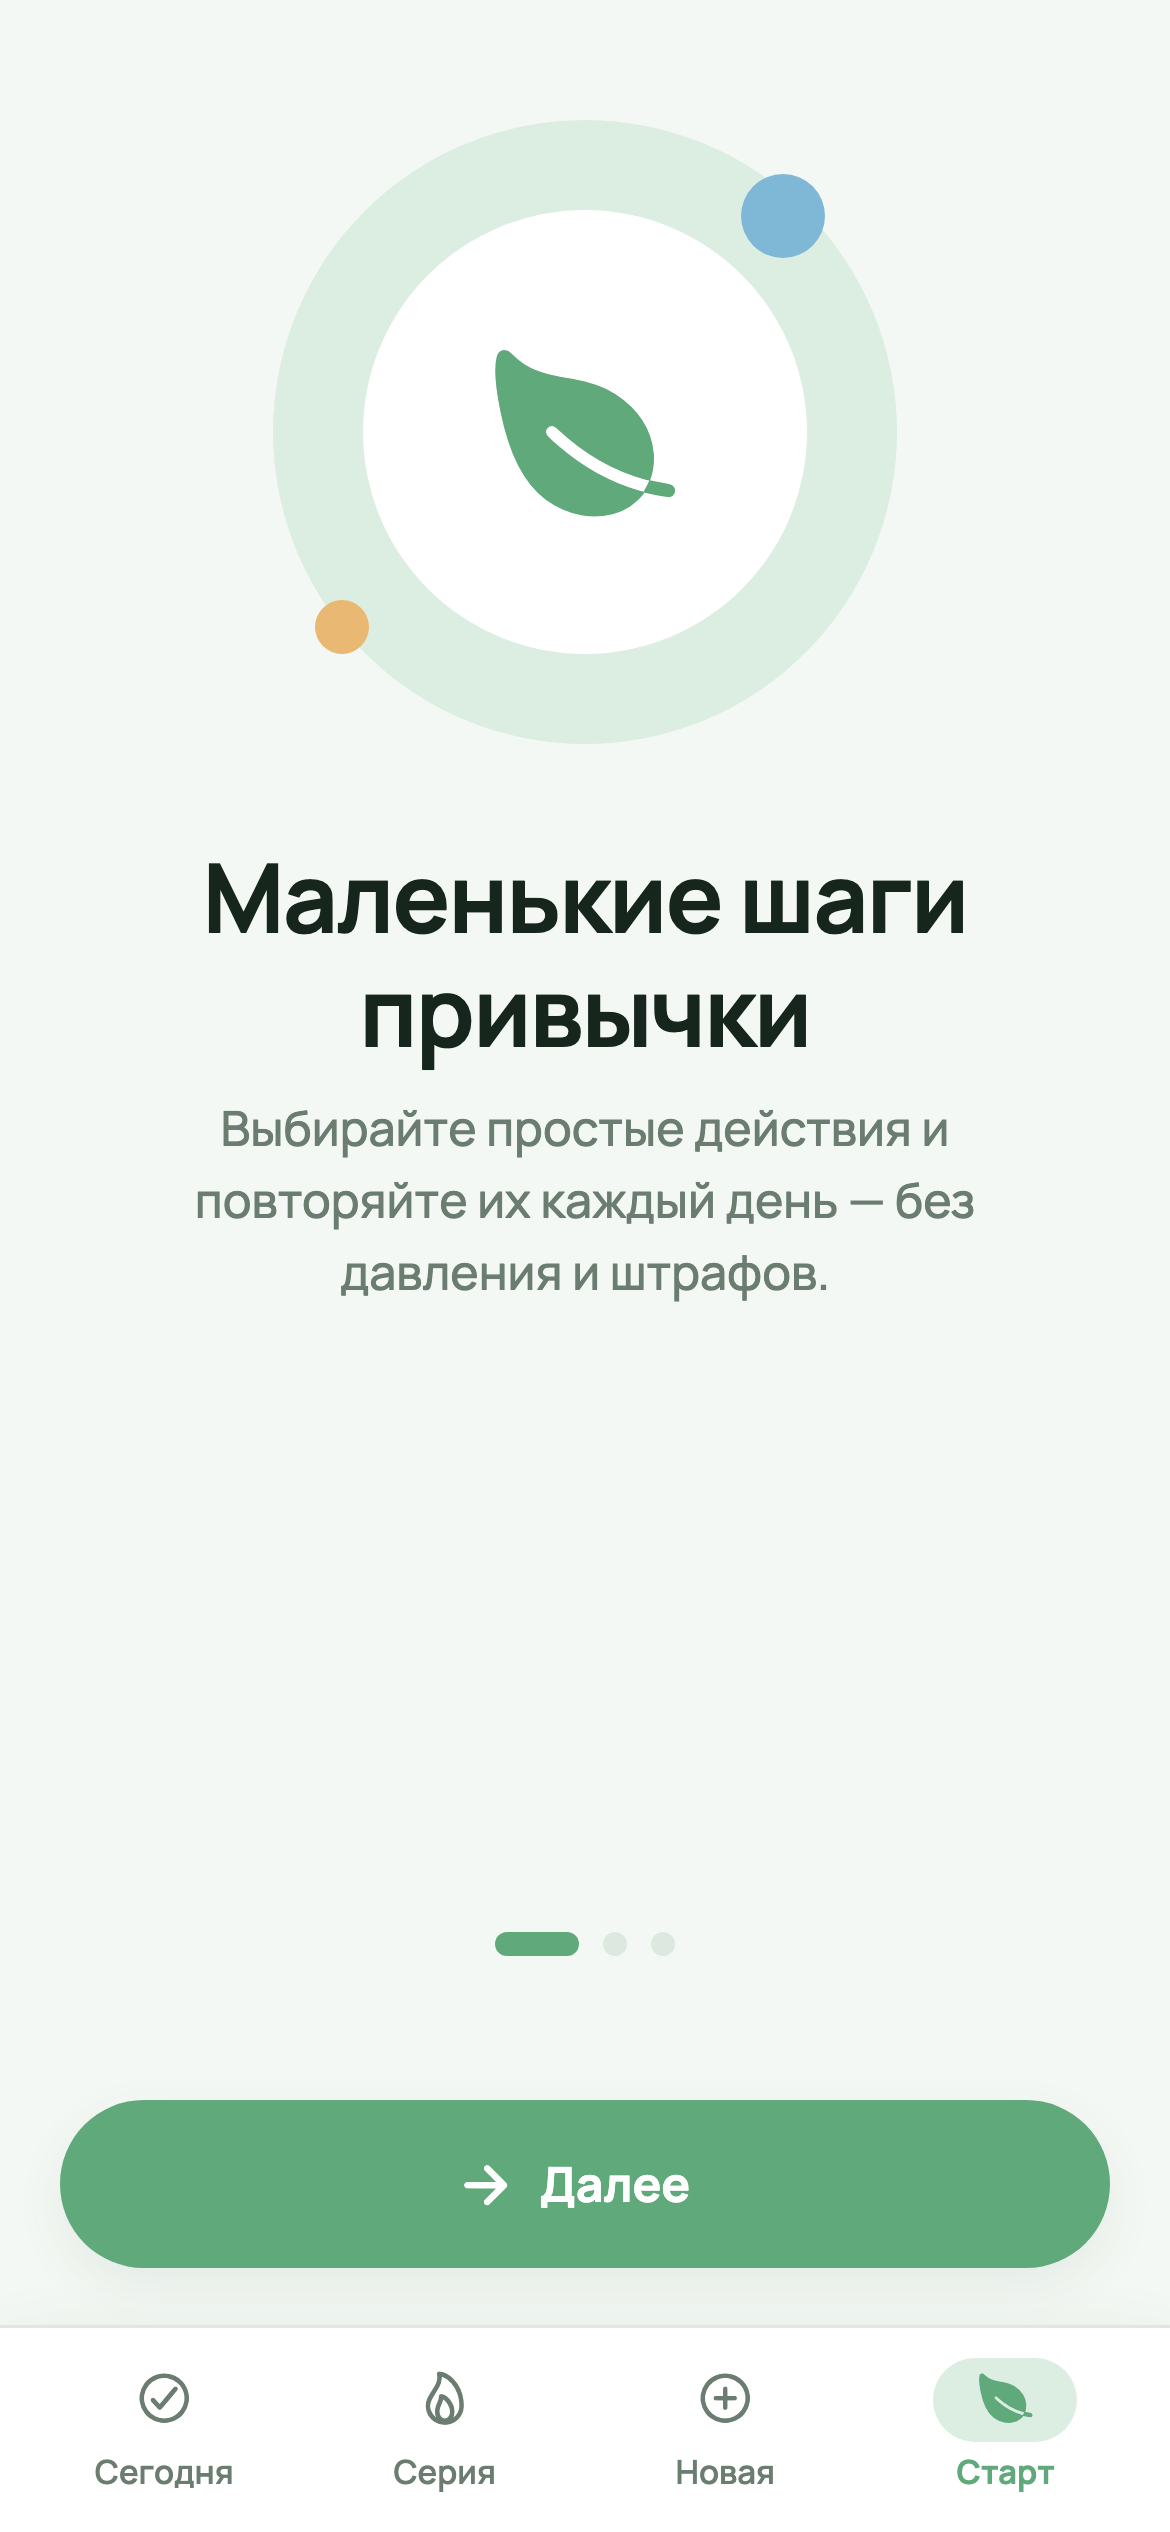 Маленькие шаги
привычки
Выбирайте простые действия и
повторяйте их каждый день — без
давления и штрафов.
Далее
Сегодня
Серия
Новая
Старт